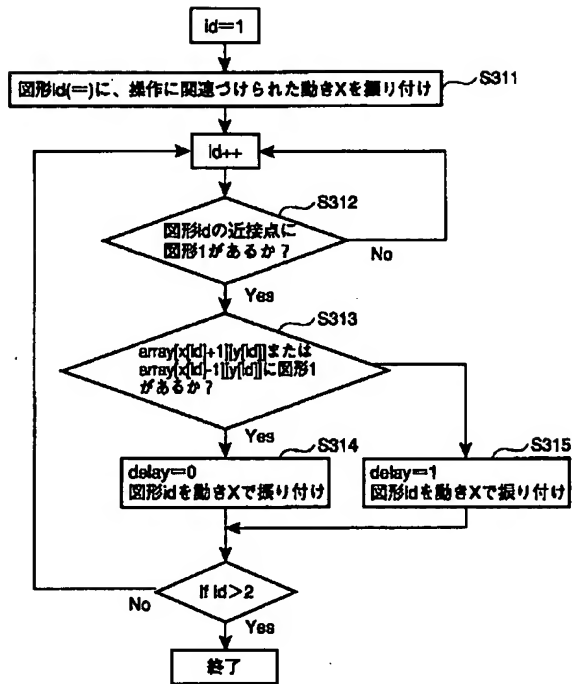 id=1
S311
図形id(=)に、操作に関連づけられた動きXを振り付け
id++
S312
図形idの近接点に
図形1があるか？
No
Yes
S313
array[x[id]+1][y[id]]または
array[x[id]-1][y[id]]に図形1
があるか？
Yes
S314
delay=0
図形idを動きXで振り付け
S315
delay=1
図形idを動きXで振り付け
if id>2
No
Yes
終了